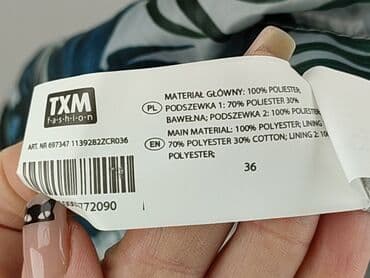 TXM
fashion
ART. NR 697347 11392B2ZCR036
72090
PL
MATERIAŁ GŁÓWNY: 100% POLIESTER,
PODSZEWKA 1: 70% POLIESTER 30%
BAWEŁNA; PODSZEWKA 2: 100% POLIESTER
EN
MAIN MATERIAL: 100% POLYESTER; LINING
70% POLYESTER 30% COTTON; LINING 2:
POLYESTER;
36